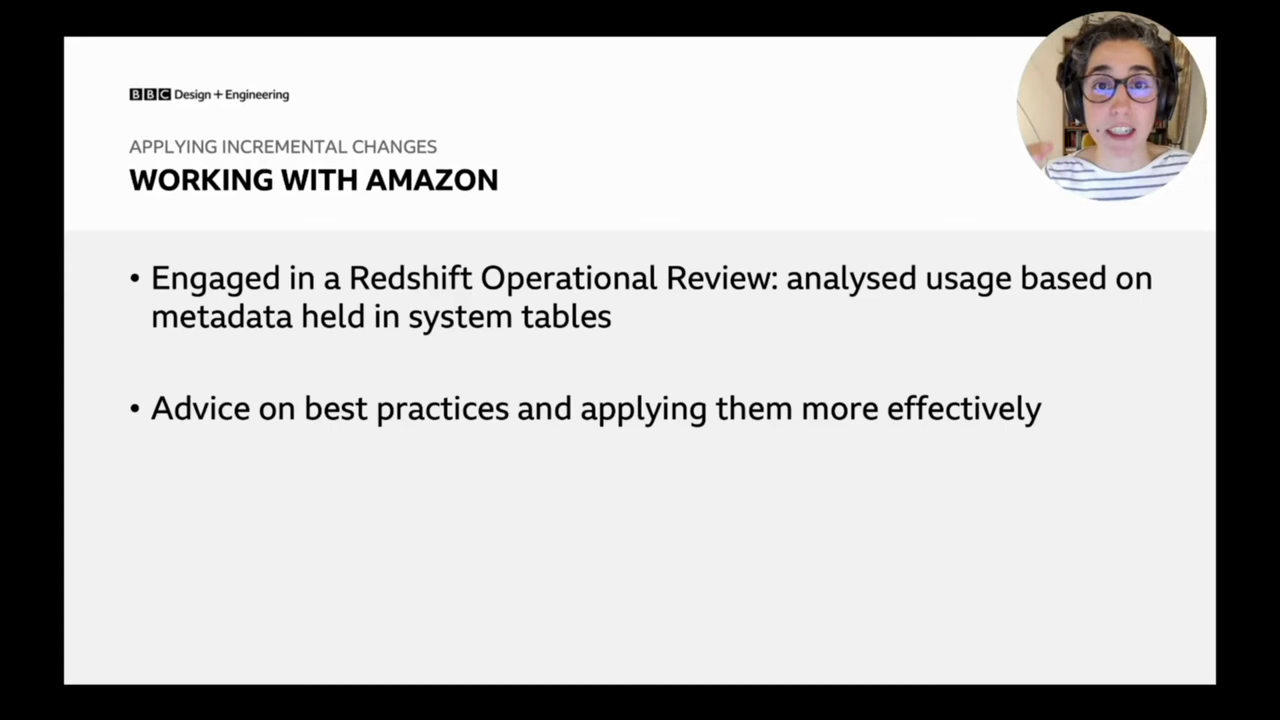 BBC Design + Engineering
APPLYING INCREMENTAL CHANGES
WORKING WITH AMAZON
• Engaged in a Redshift Operational Review: analysed usage based on
metadata held in system tables
• Advice on best practices and applying them more effectively